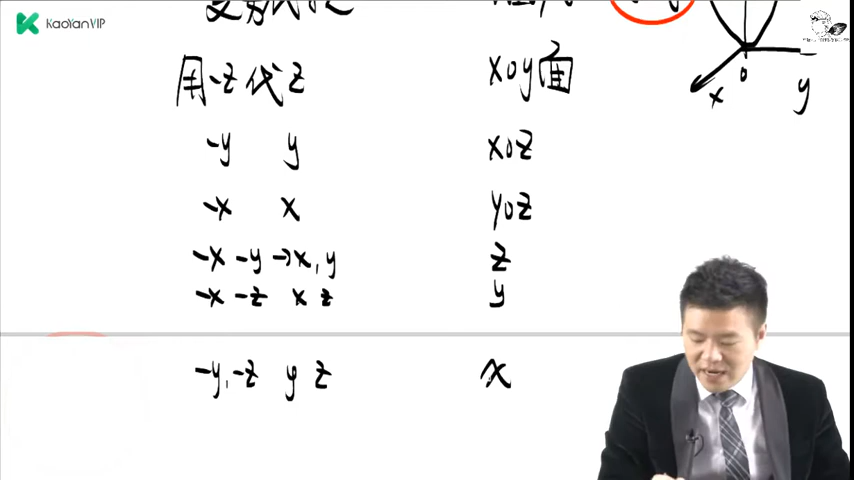 KaoYanVIP
用-z代z xoy面
-y y xoz
-x x yoz
-x -y→x,y z
-x -z x z y
-y,-z y z x
o
x y